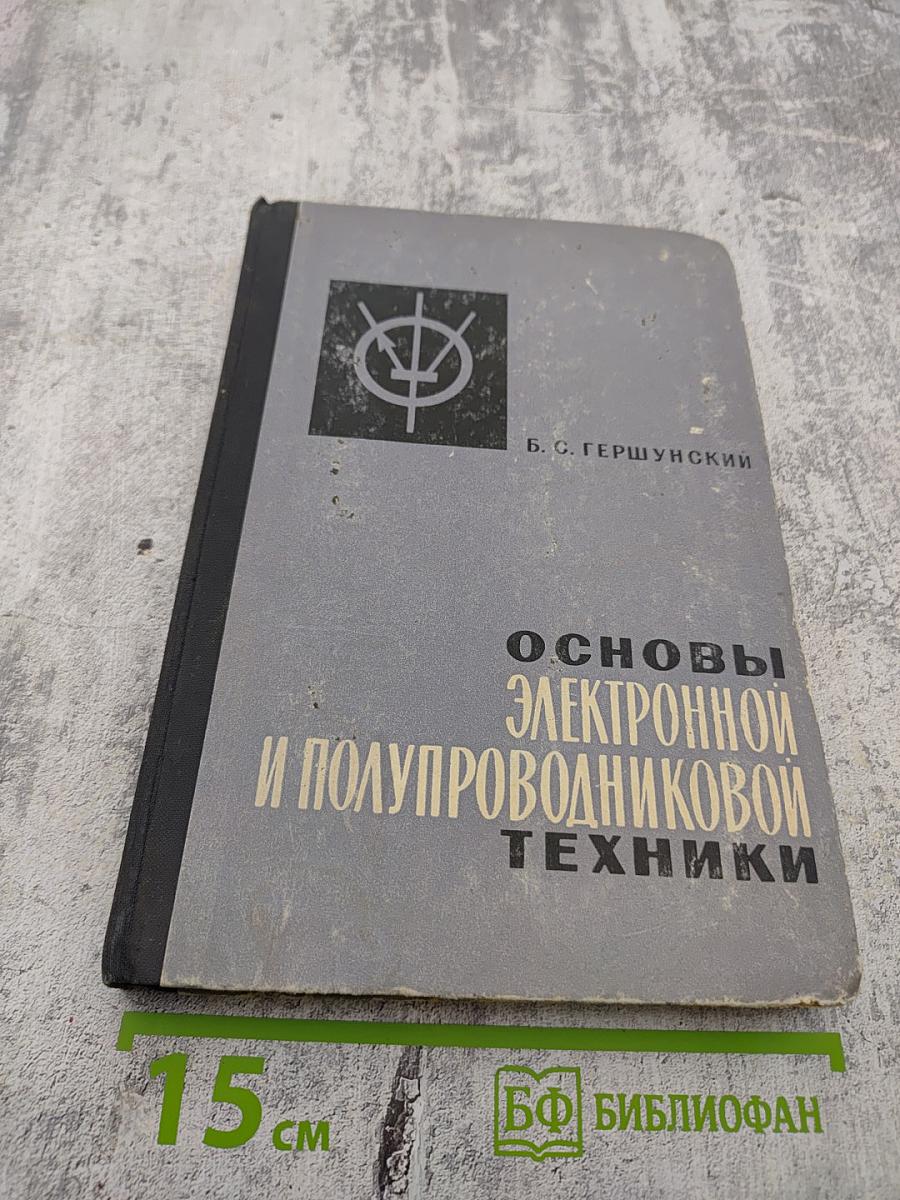 Б. С. ГЕРШУНСКИЙ
ОСНОВЫ
ЭЛЕКТРОННОЙ
И ПОЛУПРОВОДНИКОВОЙ
ТЕХНИКИ
15 СМ
БФ БИБЛИОФАН